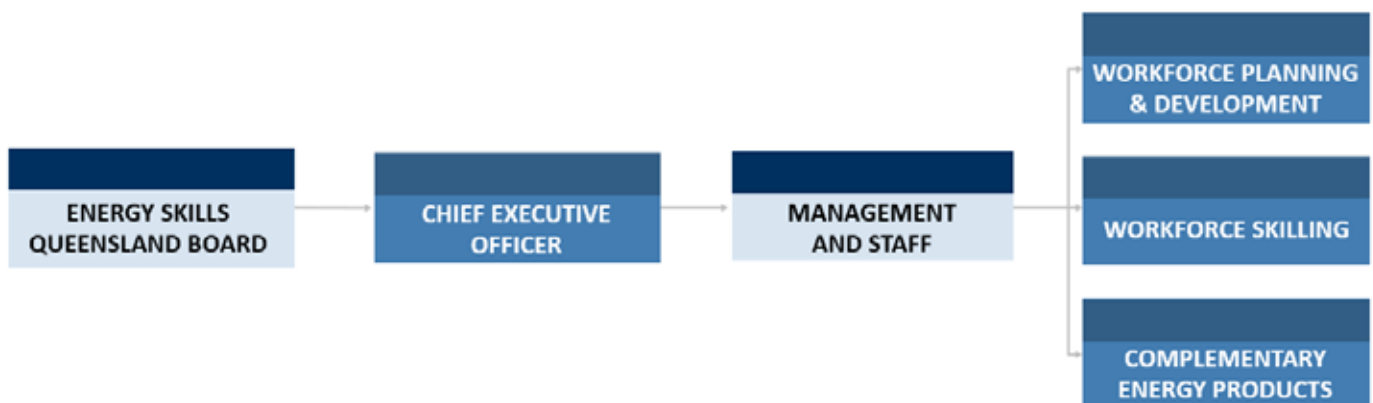 ENERGY SKILLS
QUEENSLAND BOARD
CHIEF EXECUTIVE
OFFICER
MANAGEMENT
AND STAFF
WORKFORCE PLANNING
& DEVELOPMENT
WORKFORCE SKILLING
COMPLEMENTARY
ENERGY PRODUCTS